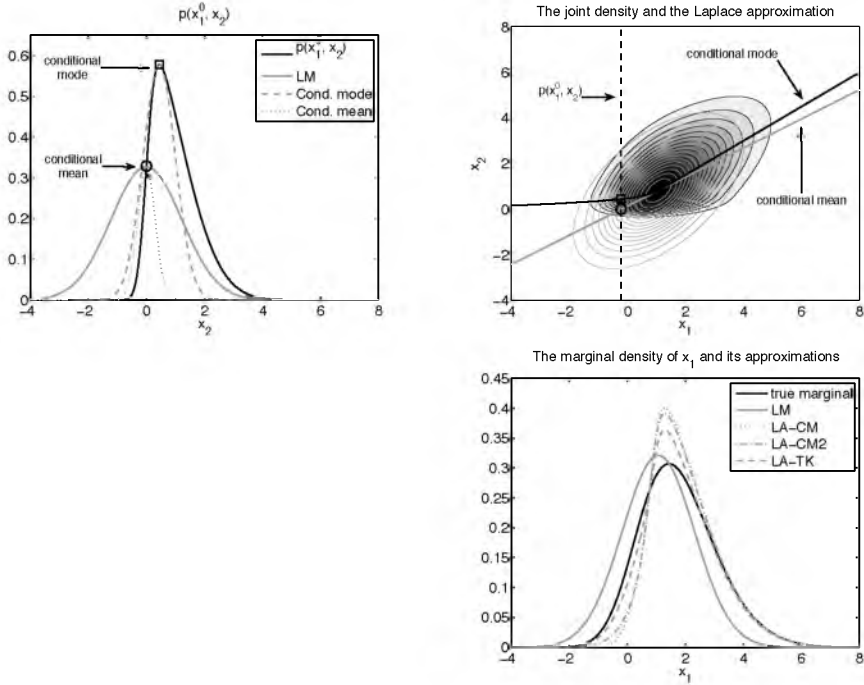 p(x₁⁰, x₂)
0.6
0.5
0.4
0.3
0.2
0.1
0
−4 −2 0 2 4 6 8
x₂
conditional
mode
conditional
mean
p(x₁, x₂)
LM
Cond. mode
Cond. mean
The joint density and the Laplace approximation
8
6
4
2
0
−2
−4
x₂
−4 −2 0 2 4 6 8
x₁
conditional mode
p(x₁⁰, x₂)
conditional mean
The marginal density of x₁ and its approximations
0.45
0.4
0.35
0.3
0.25
0.2
0.15
0.1
0.05
0
−4 −2 0 2 4 6 8
x₁
true marginal
LM
LA−CM
LA−CM2
LA−TK